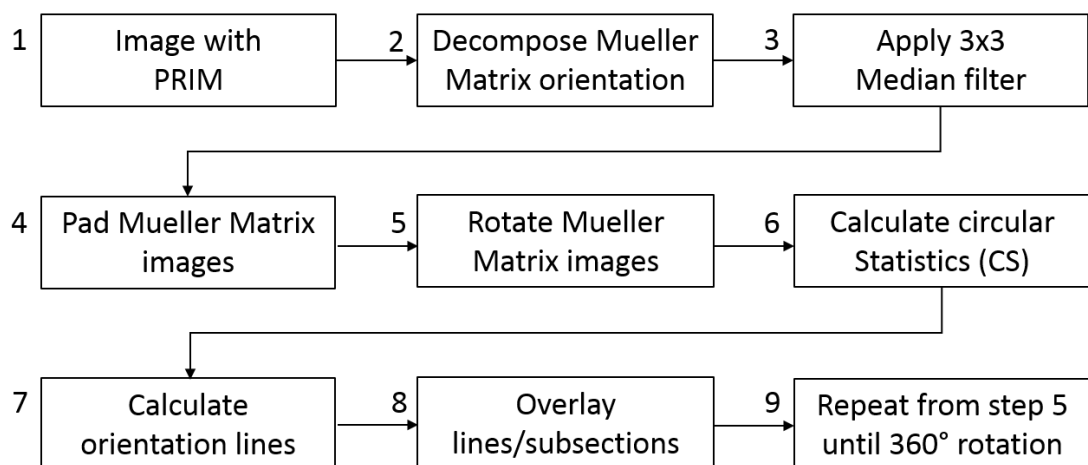 1
Image with
PRIM
2
Decompose Mueller
Matrix orientation
3
Apply 3x3
Median filter
4
Pad Mueller Matrix
images
5
Rotate Mueller
Matrix images
6
Calculate circular
Statistics (CS)
7
Calculate
orientation lines
8
Overlay
lines/subsections
9
Repeat from step 5
until 360° rotation